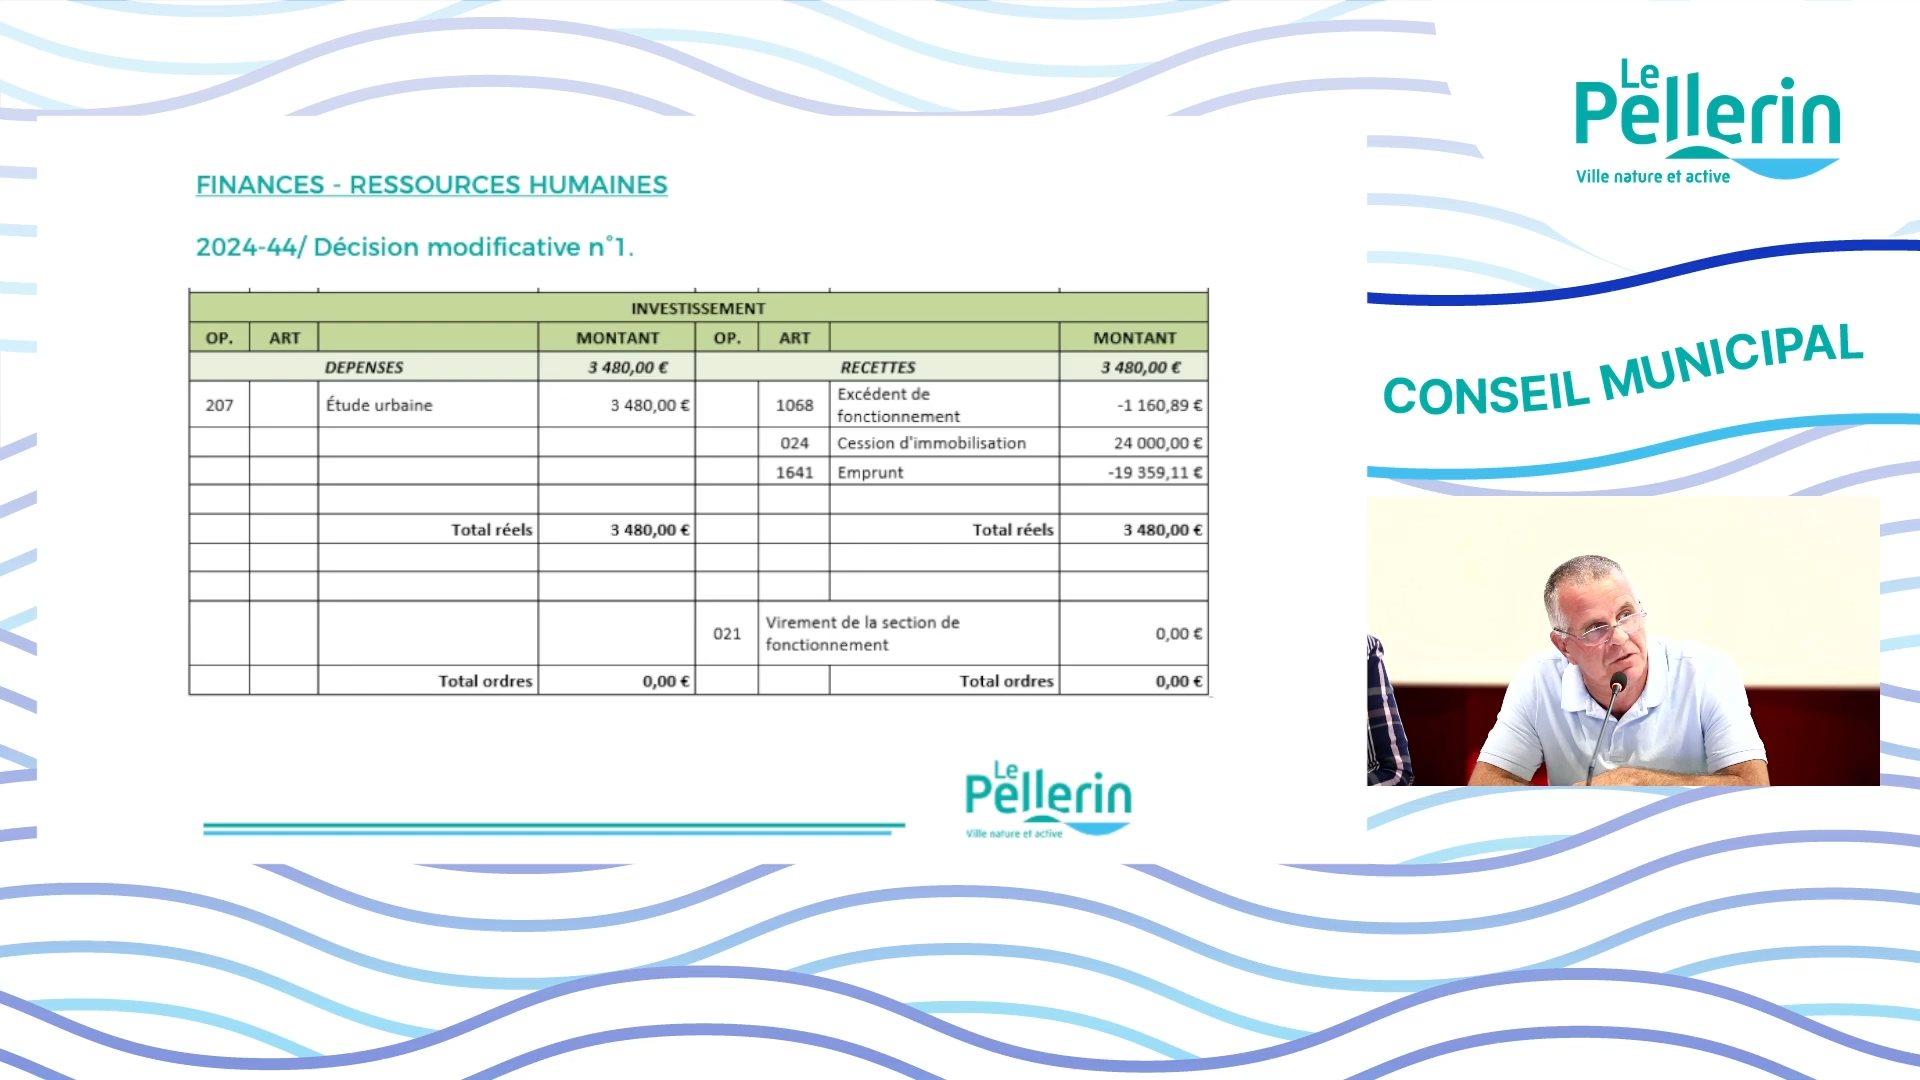 FINANCES - RESSOURCES HUMAINES
2024-44/ Décision modificative n°1.
INVESTISSEMENT
OP. ART MONTANT OP. ART MONTANT
DEPENSES 3 480,00 € RECETTES 3 480,00 €
207 Étude urbaine 3 480,00 € 1068 Excédent de fonctionnement -1 160,89 €
024 Cession d'immobilisation 24 000,00 €
1641 Emprunt -19 359,11 €
Total réels 3 480,00 € Total réels 3 480,00 €
021 Virement de la section de fonctionnement 0,00 €
Total ordres 0,00 € Total ordres 0,00 €
Le
Pellerin
Ville nature et active
Le
Pellerin
Ville nature et active
CONSEIL MUNICIPAL